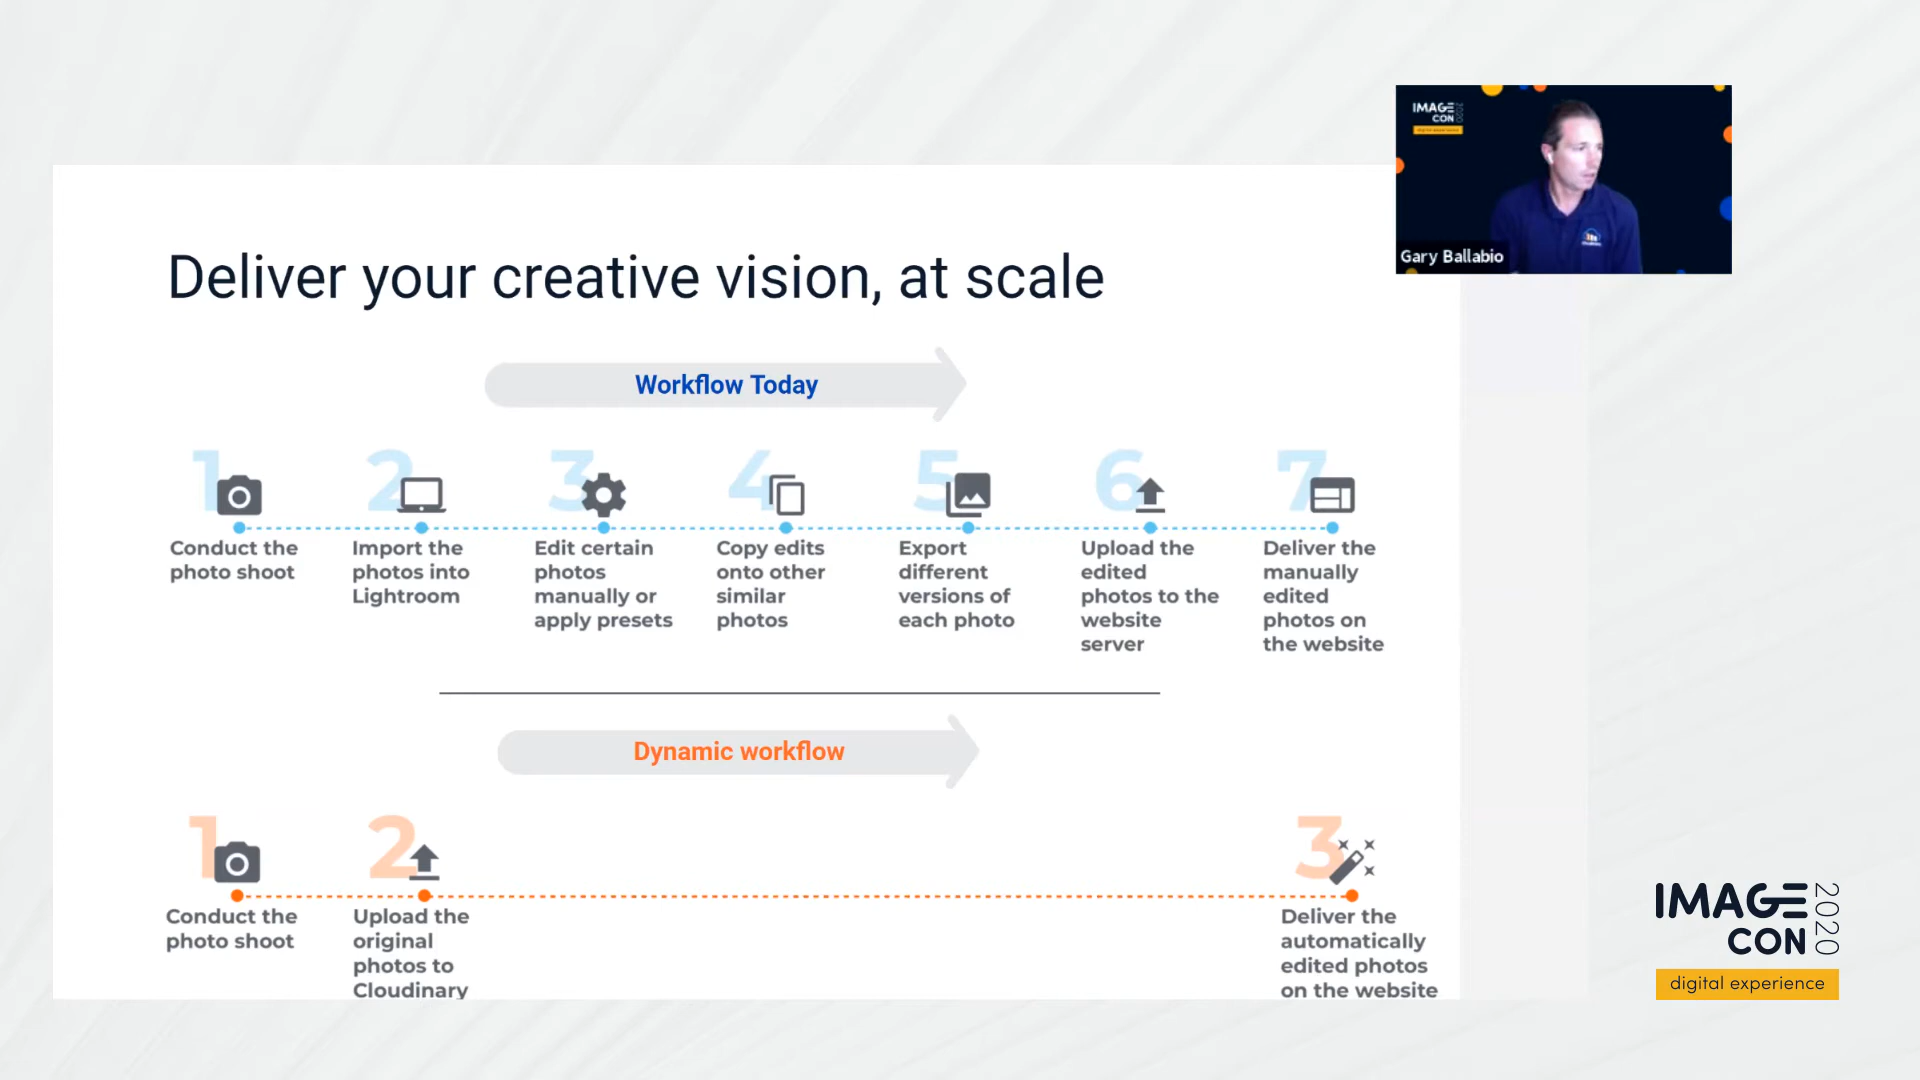 IMAGE
CON
2020
digital experience
Gary Ballabio
Deliver your creative vision, at scale
Workflow Today
1
Conduct the
photo shoot
2
Import the
photos into
Lightroom
3
Edit certain
photos
manually or
apply presets
4
Copy edits
onto other
similar
photos
5
Export
different
versions of
each photo
6
Upload the
edited
photos to the
website
server
7
Deliver the
manually
edited
photos on
the website
Dynamic workflow
1
Conduct the
photo shoot
2
Upload the
original
photos to
Cloudinary
3
Deliver the
automatically
edited photos
on the website
IMAGE
CON
2020
digital experience